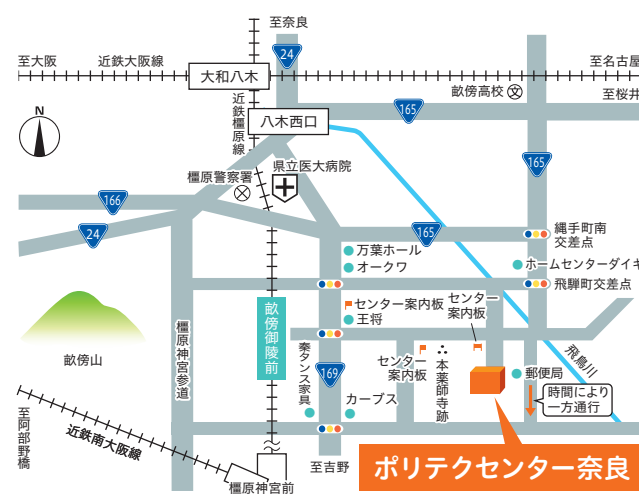 至奈良
24
至大阪
近鉄大阪線
大和八木
至名古屋
近鉄橿原線
畝傍高校
文
至桜井
165
八木西口
N
県立医大病院
橿原警察署
165
166
24
165
縄手町南
交差点
万葉ホール
オークワ
ホームセンターダイキ
飛騨町交差点
センター案内板
センター
案内板
王将
畝傍御陵前
畝傍山
橿原神宮参道
秦タンス家具
169
センター
案内板
本薬師寺跡
飛鳥川
郵便局
時間により
一方通行
カーブス
至阿部野橋
近鉄南大阪線
至吉野
橿原神宮前
ポリテクセンター奈良